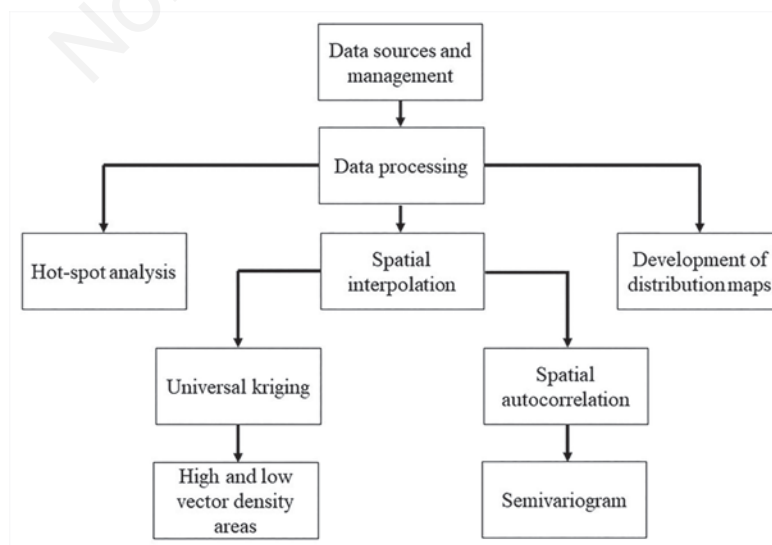 Data sources and
management
Data processing
Hot-spot analysis
Spatial
interpolation
Development of
distribution maps
Universal kriging
Spatial
autocorrelation
High and low
vector density
areas
Semivariogram